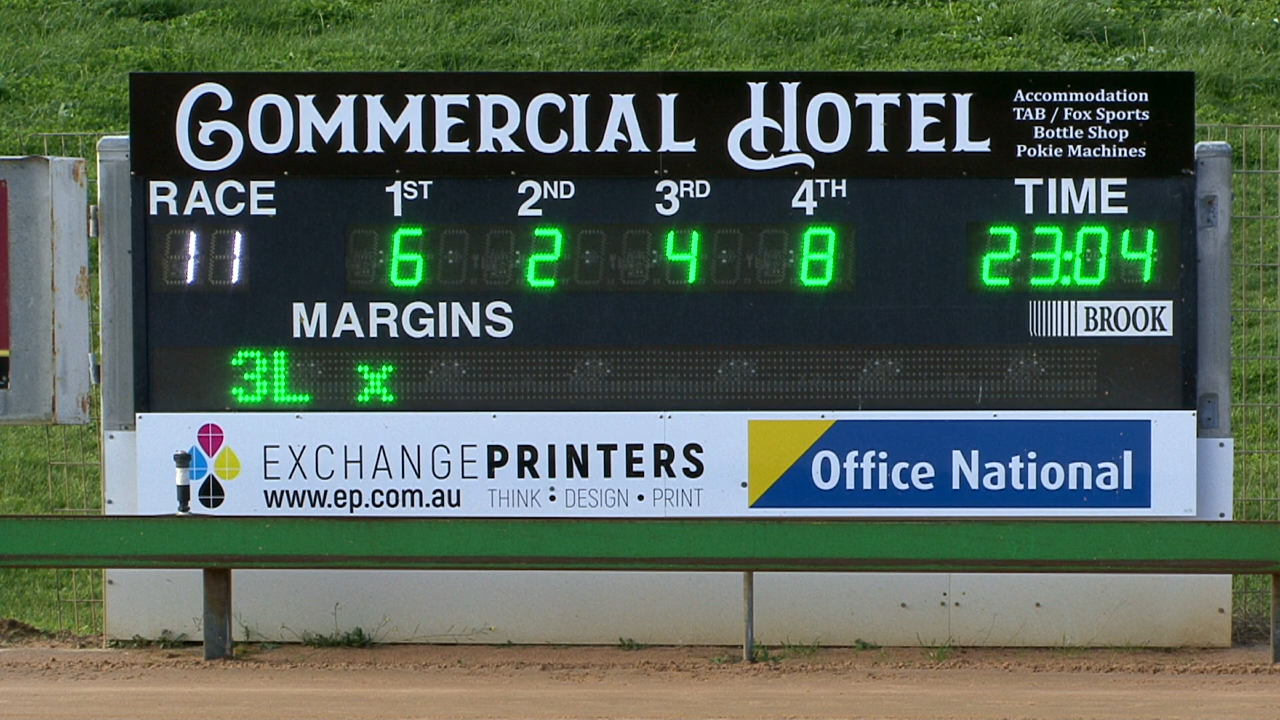 COMMERCIAL HOTEL
Accommodation
TAB / Fox Sports
Bottle Shop
Pokie Machines
RACE 1ST 2ND 3RD 4TH TIME
11 6 2 4 8 23:04
MARGINS
BROOK
3L x
EXCHANGEPRINTERS
www.ep.com.au THINK • DESIGN • PRINT
Office National